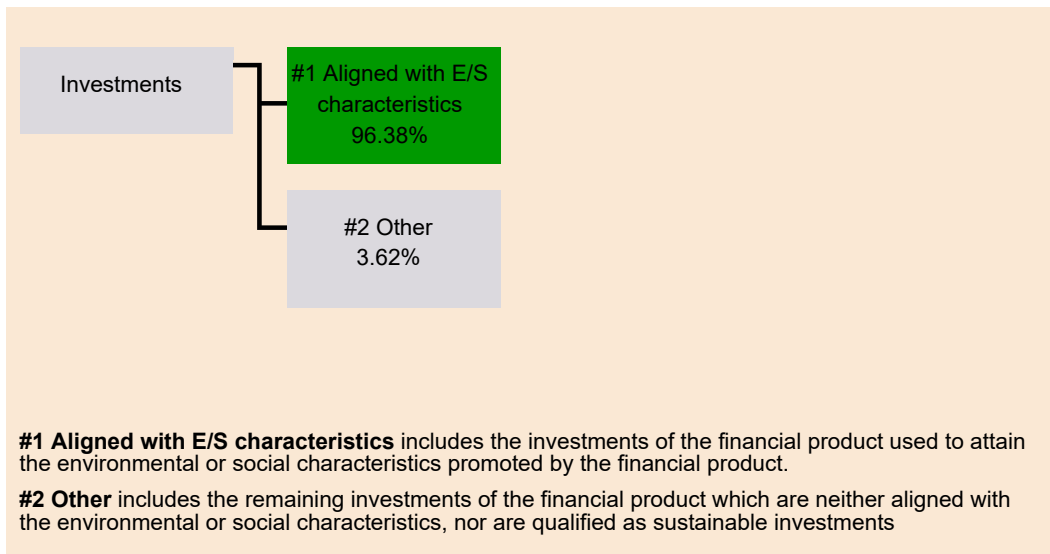 Investments
#1 Aligned with E/S
characteristics
96.38%
#2 Other
3.62%
#1 Aligned with E/S characteristics includes the investments of the financial product used to attain
the environmental or social characteristics promoted by the financial product.
#2 Other includes the remaining investments of the financial product which are neither aligned with
the environmental or social characteristics, nor are qualified as sustainable investments